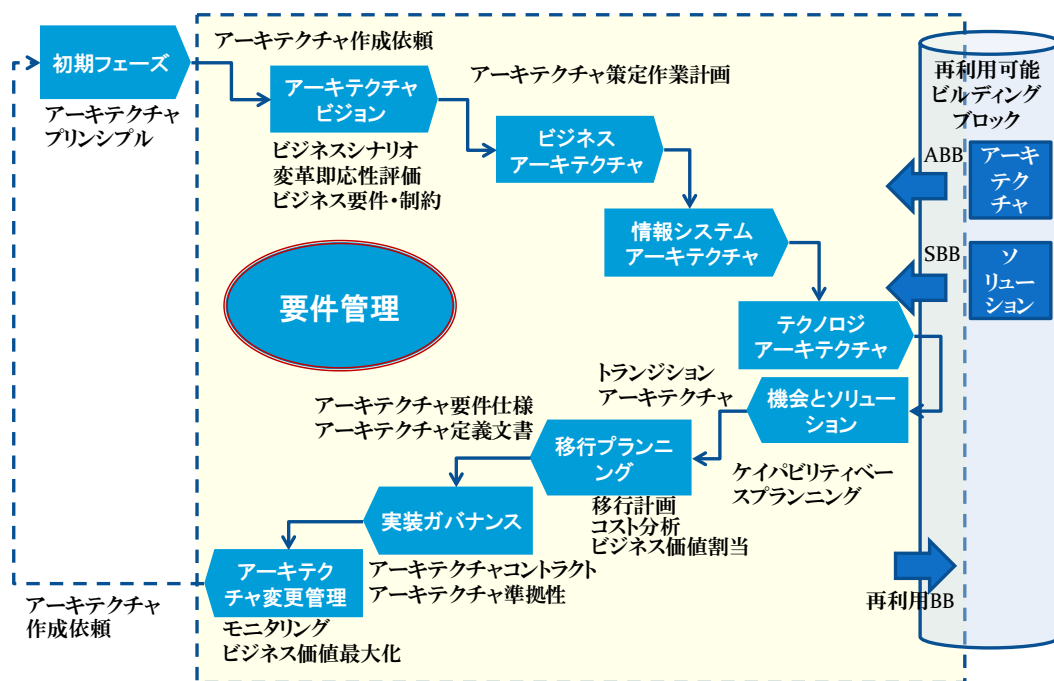 アーキテクチャ作成依頼
初期フェーズ
アーキテクチャ
プリンシプル
アーキテクチャ
ビジョン
アーキテクチャ策定作業計画
ビジネスシナリオ
変革即応性評価
ビジネス要件・制約
ビジネス
アーキテクチャ
再利用可能
ビルディング
ブロック
ABB
アーキ
テク
チャ
情報システム
アーキテクチャ
SBB
ソ
リュー
ション
要件管理
テクノロジ
アーキテクチャ
トランジション
アーキテクチャ
機会とソリュー
ション
アーキテクチャ要件仕様
アーキテクチャ定義文書
移行プランニ
ング
ケイパビリティベー
スプランニング
移行計画
コスト分析
ビジネス価値割当
実装ガバナンス
アーキテクチャコントラクト
アーキテクチャ準拠性
アーキテク
チャ変更管理
再利用BB
アーキテクチャ
作成依頼
モニタリング
ビジネス価値最大化